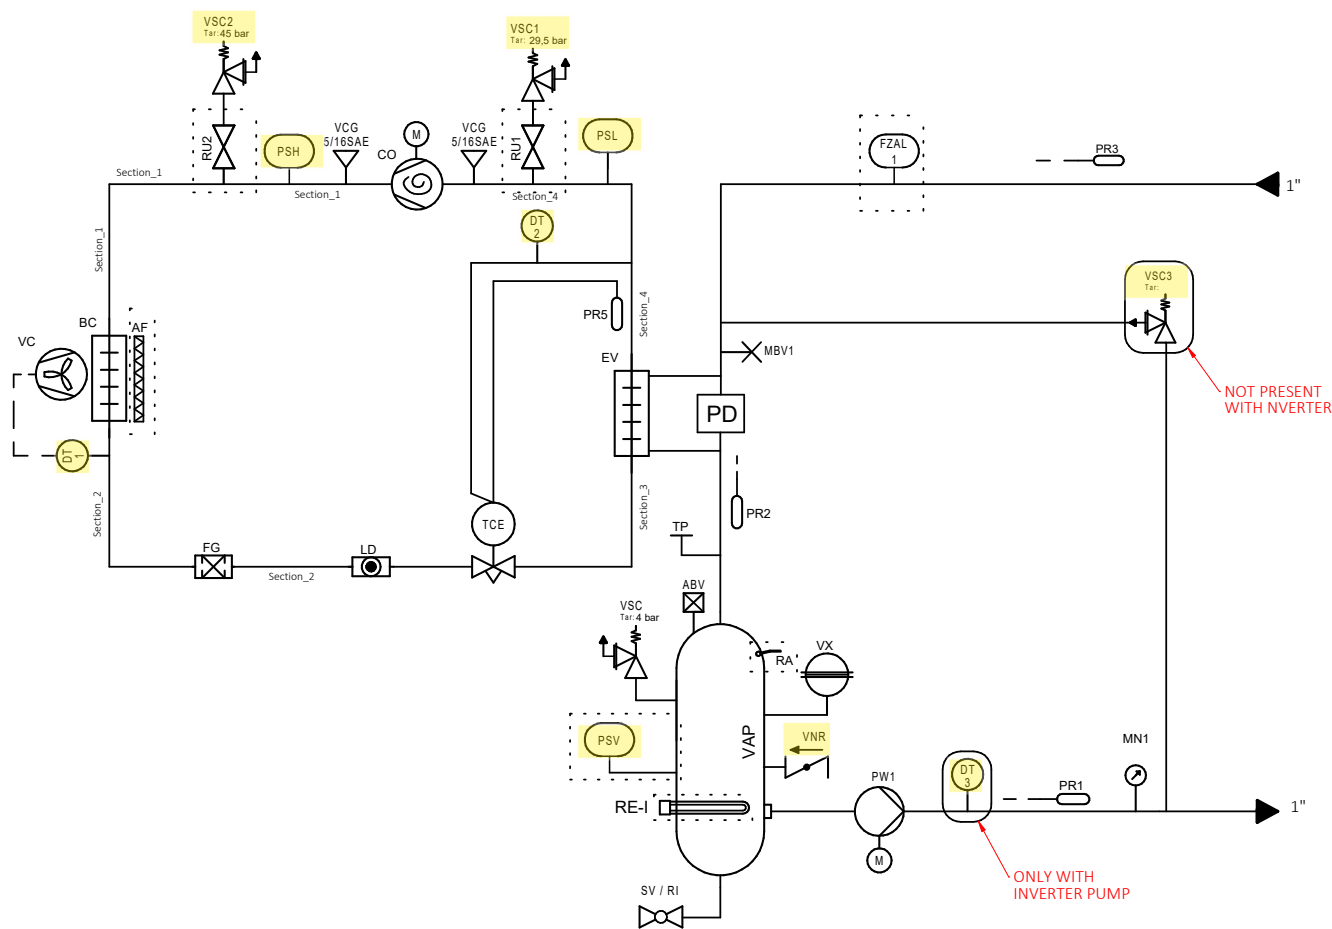 VSC2
Tar: 45 bar
VSC1
Tar: 29,5 bar
RU2
PSH
VCG
5/16SAE
M
CO
VCG
5/16SAE
RU1
PSL
FZAL
1
PR3
1"
Section_1
Section_1
Section_4
DT
2
Section_1
VSC3
Tar:
Section_4
PR5
BC
AF
VC
EV
MBV1
NOT PRESENT
WITH NVERTER
PD
DT
1
Section_2
Section_3
PR2
TCE
TP
FG
LD
Section_2
ABV
VSC
Tar: 4 bar
RA
VX
PSV
VAP
VNR
MN1
DT
3
PW1
PR1
RE-I
1"
M
ONLY WITH
INVERTER PUMP
SV / RI